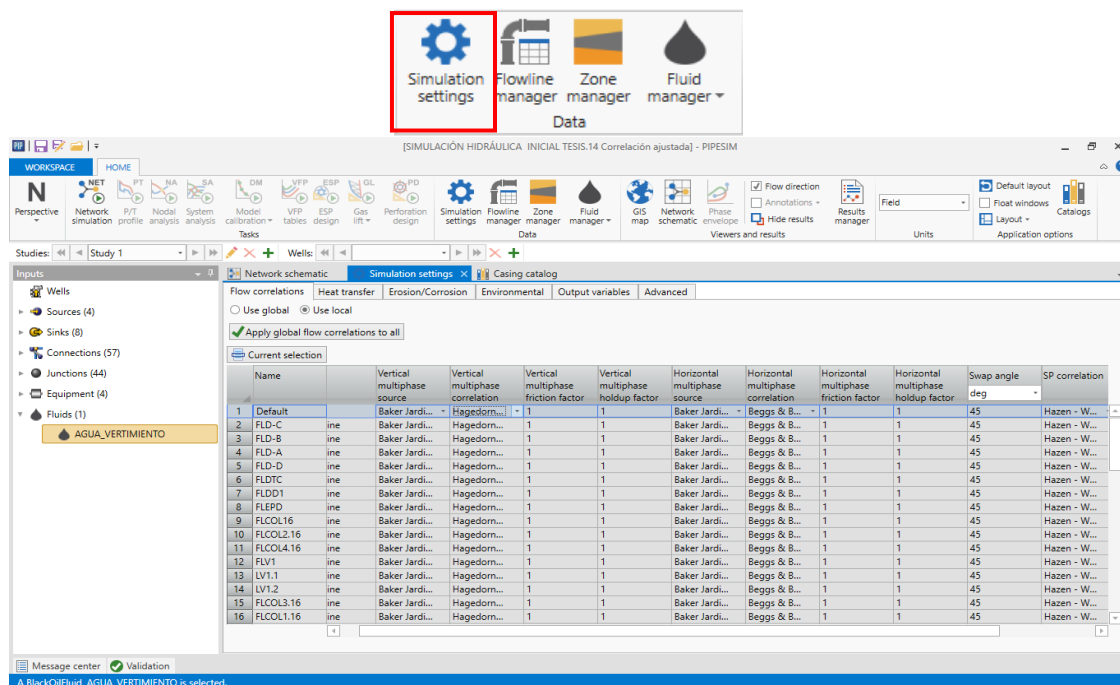 Simulation settings
Flowline manager
Zone manager
Fluid manager
Data
PIP
[SIMULACIÓN HIDRÁULICA INICIAL TESIS.14 Correlación ajustada] - PIPESIM
WORKSPACE HOME
NET PT NA SA DM VFP ESP GL PD
Perspective
Network simulation
P/T profile
Nodal analysis
System analysis
Model calibration
VFP tables
ESP design
Gas lift
Perforation design
Simulation settings
Flowline manager
Zone manager
Fluid manager
GIS map
Network schematic
Phase envelope
Flow direction
Annotations
Hide results
Results manager
Field
Default layout
Float windows
Layout
Catalogs
Tasks Data Viewers and results Units Application options
Studies: Study 1 Wells:
Inputs
Wells
Sources (4)
Sinks (8)
Connections (57)
Junctions (44)
Equipment (4)
Fluids (1)
AGUA_VERTIMIENTO
Network schematic Simulation settings Casing catalog
Flow correlations Heat transfer Erosion/Corrosion Environmental Output variables Advanced
Use global Use local
Apply global flow correlations to all
Current selection
Name
Vertical multiphase source
Vertical multiphase correlation
Vertical multiphase friction factor
Vertical multiphase holdup factor
Horizontal multiphase source
Horizontal multiphase correlation
Horizontal multiphase friction factor
Horizontal multiphase holdup factor
Swap angle
deg
SP correlation
1 Default Baker Jardi... Hagedorn... 1 1 Baker Jardi... Beggs & B... 1 1 45 Hazen - W...
2 FLD-C ine Baker Jardi... Hagedorn... 1 1 Baker Jardi... Beggs & B... 1 1 45 Hazen - W...
3 FLD-B ine Baker Jardi... Hagedorn... 1 1 Baker Jardi... Beggs & B... 1 1 45 Hazen - W...
4 FLD-A ine Baker Jardi... Hagedorn... 1 1 Baker Jardi... Beggs & B... 1 1 45 Hazen - W...
5 FLD-D ine Baker Jardi... Hagedorn... 1 1 Baker Jardi... Beggs & B... 1 1 45 Hazen - W...
6 FLDTC ine Baker Jardi... Hagedorn... 1 1 Baker Jardi... Beggs & B... 1 1 45 Hazen - W...
7 FLDD1 ine Baker Jardi... Hagedorn... 1 1 Baker Jardi... Beggs & B... 1 1 45 Hazen - W...
8 FLEPD ine Baker Jardi... Hagedorn... 1 1 Baker Jardi... Beggs & B... 1 1 45 Hazen - W...
9 FLCOL16 ine Baker Jardi... Hagedorn... 1 1 Baker Jardi... Beggs & B... 1 1 45 Hazen - W...
10 FLCOL2.16 ine Baker Jardi... Hagedorn... 1 1 Baker Jardi... Beggs & B... 1 1 45 Hazen - W...
11 FLCOL4.16 ine Baker Jardi... Hagedorn... 1 1 Baker Jardi... Beggs & B... 1 1 45 Hazen - W...
12 FLV1 ine Baker Jardi... Hagedorn... 1 1 Baker Jardi... Beggs & B... 1 1 45 Hazen - W...
13 LV1.1 ine Baker Jardi... Hagedorn... 1 1 Baker Jardi... Beggs & B... 1 1 45 Hazen - W...
14 LV1.2 ine Baker Jardi... Hagedorn... 1 1 Baker Jardi... Beggs & B... 1 1 45 Hazen - W...
15 FLCOL3.16 ine Baker Jardi... Hagedorn... 1 1 Baker Jardi... Beggs & B... 1 1 45 Hazen - W...
16 FLCOL1.16 ine Baker Jardi... Hagedorn... 1 1 Baker Jardi... Beggs & B... 1 1 45 Hazen - W...
Message center Validation
A BlackOilFluid, AGUA_VERTIMIENTO is selected.